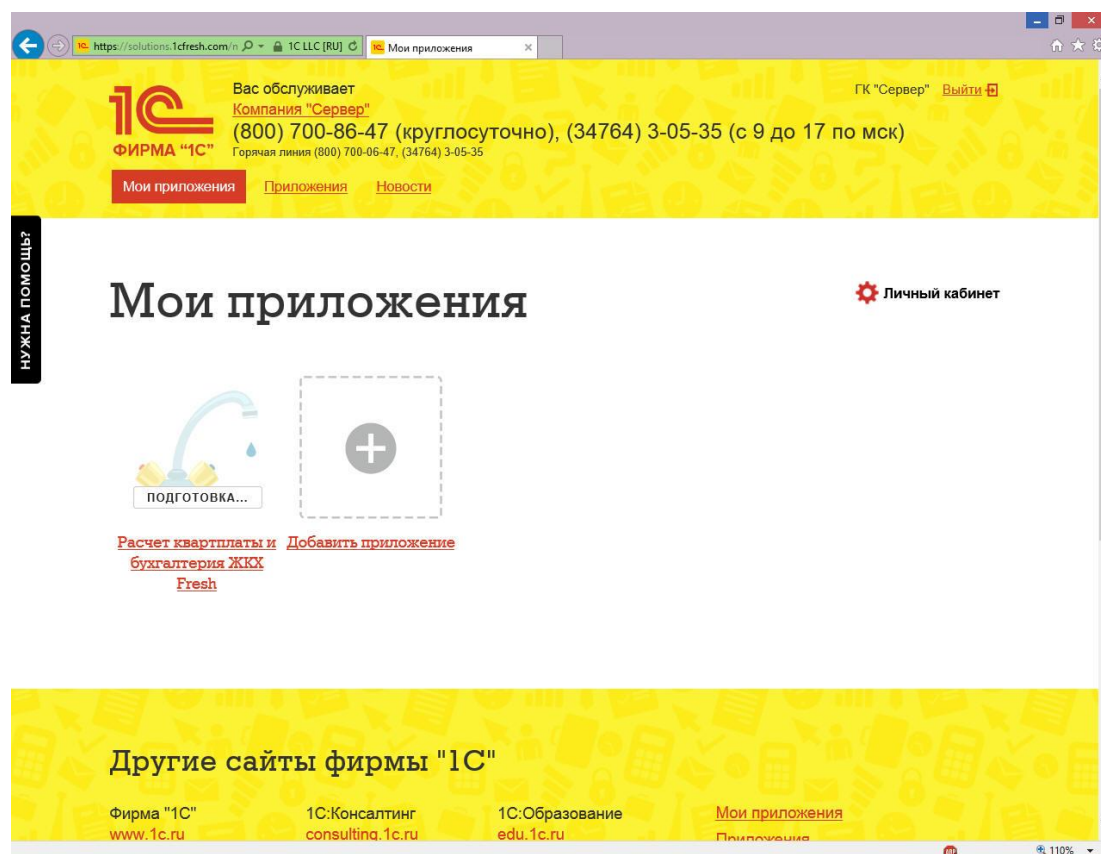 https://solutions.1cfresh.com/n
1C LLC [RU]
Мои приложения
1С
ФИРМА "1С"
Вас обслуживает
Компания "Сервер"
(800) 700-86-47 (круглосуточно), (34764) 3-05-35 (с 9 до 17 по мск)
Горячая линия (800) 700-06-47, (34764) 3-05-35
ГК "Сервер" Выйти
Мои приложения Приложения Новости
НУЖНА ПОМОЩЬ?
Мои приложения
Личный кабинет
ПОДГОТОВКА...
Расчет квартплаты и
бухгалтерия ЖКХ
Fresh
Добавить приложение
Другие сайты фирмы "1С"
Фирма "1С" 1С:Консалтинг 1С:Образование Мои приложения
www.1c.ru consulting.1c.ru edu.1c.ru Приложения
110%